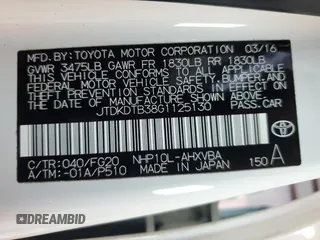 MFD. BY: TOYOTA MOTOR CORPORATION 03/16
GVWR 3475LB GAWR FR 1830LB RR 1830LB
THIS VEHICLE CONFORMS TO ALL APPLICABLE
FEDERAL MOTOR VEHICLE SAFETY, BUMPER, AND
THEFT PREVENTION STANDARDS IN EFFECT ON
THE DATE OF MANUFACTURE SHOWN ABOVE.
JTDKDTB38G1125130 PASS.CAR
C/TR:040/FG20 NHP10L-AHXVBA
A/TM:-01A/P510 MADE IN JAPAN 150 A
DREAMBID